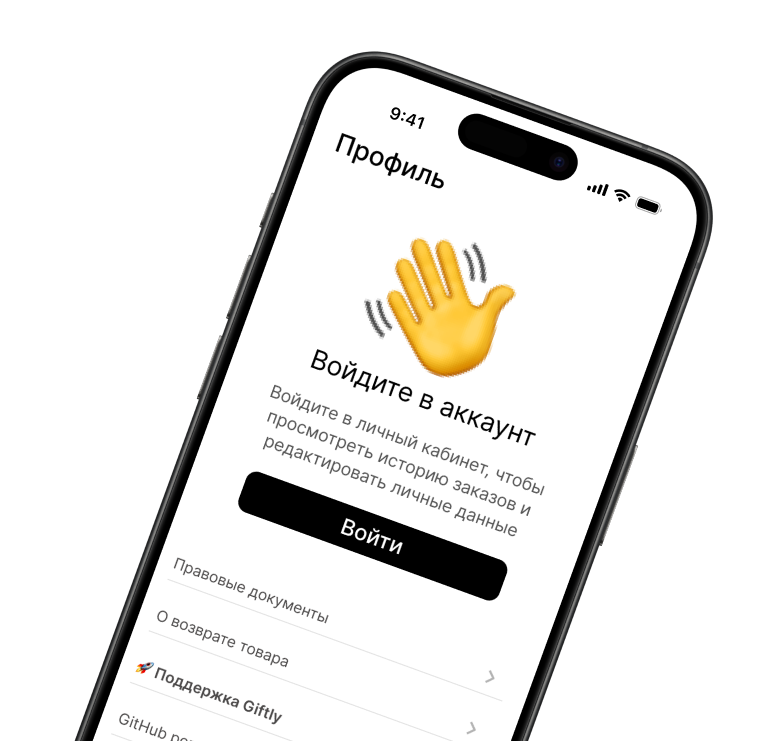 9:41
Профиль
Войдите в аккаунт
Войдите в личный кабинет, чтобы
просмотреть историю заказов и
редактировать личные данные
Войти
Правовые документы
О возврате товара
🚀 Поддержка Giftly
GitHub